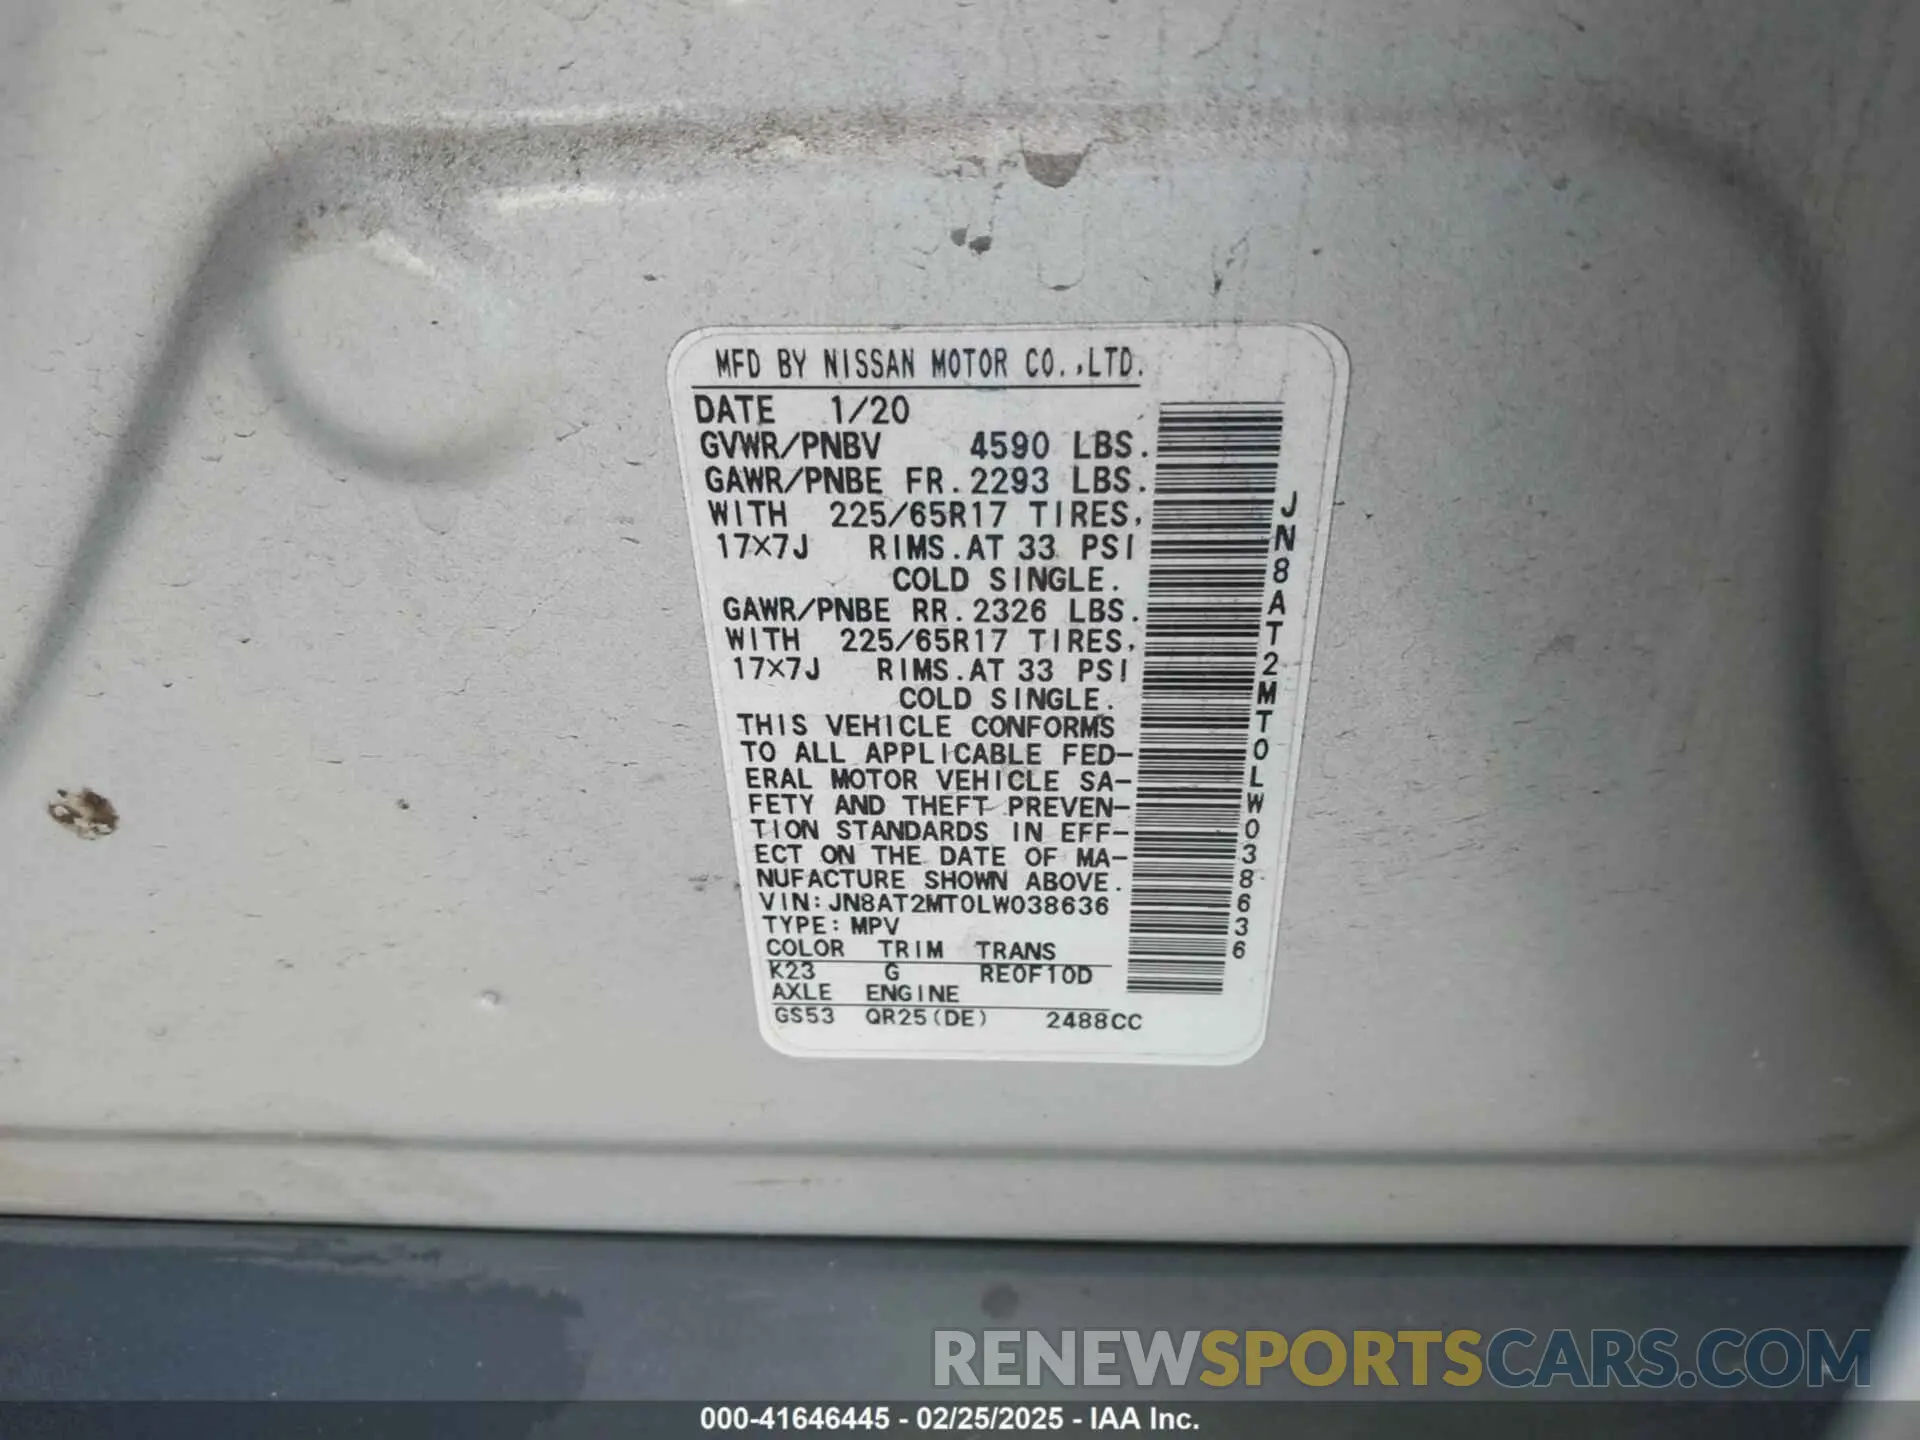 MFD BY NISSAN MOTOR CO.,LTD.
DATE 1/20
GVWR/PNBV 4590 LBS.
GAWR/PNBE FR. 2293 LBS.
WITH 225/65R17 TIRES,
17×7J RIMS. AT 33 PSI
COLD SINGLE.
GAWR/PNBE RR. 2326 LBS.
WITH 225/65R17 TIRES,
17×7J RIMS. AT 33 PSI
COLD SINGLE.
THIS VEHICLE CONFORMS
TO ALL APPLICABLE FED-
ERAL MOTOR VEHICLE SA-
FETY AND THEFT PREVEN-
TION STANDARDS IN EFF-
ECT ON THE DATE OF MA-
NUFACTURE SHOWN ABOVE.
VIN: JN8AT2MT0LW038636
TYPE: MPV
COLOR TRIM TRANS
K23 G RE0F10D
AXLE ENGINE
GS53 QR25(DE) 2488CC
JN8AT2MT0LW038636
RENEWSPORTSCARS.COM
000-41646445 - 02/25/2025 - IAA Inc.